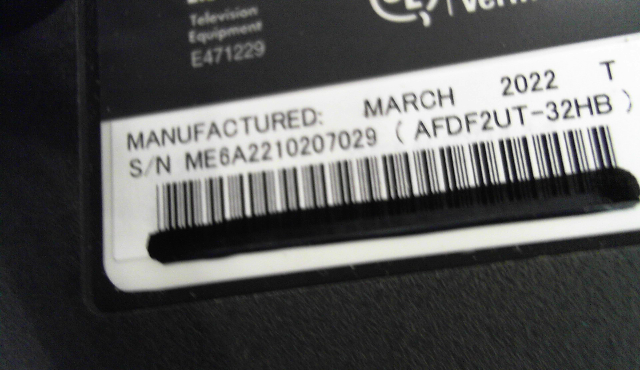 Television
Equipment
E471229
MANUFACTURED: MARCH 2022 T
S/N ME6A2210207029 ( AFDF2UT-32HB )